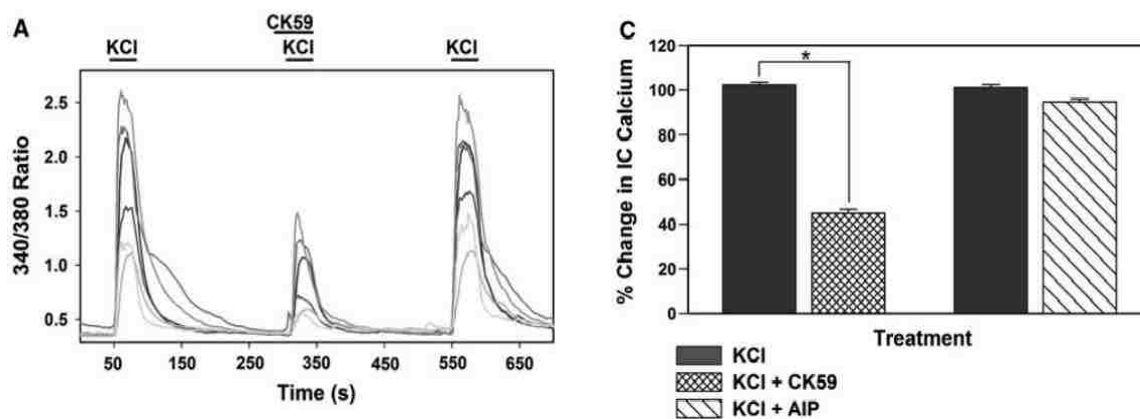 A
CK59
KCl KCl KCl
340/380 Ratio
2.5
2.0
1.5
1.0
0.5
50 150 250 350 450 550 650
Time (s)
C
% Change in IC Calcium
120
100
80
60
40
20
0
*
Treatment
KCl
KCl + CK59
KCl + AIP